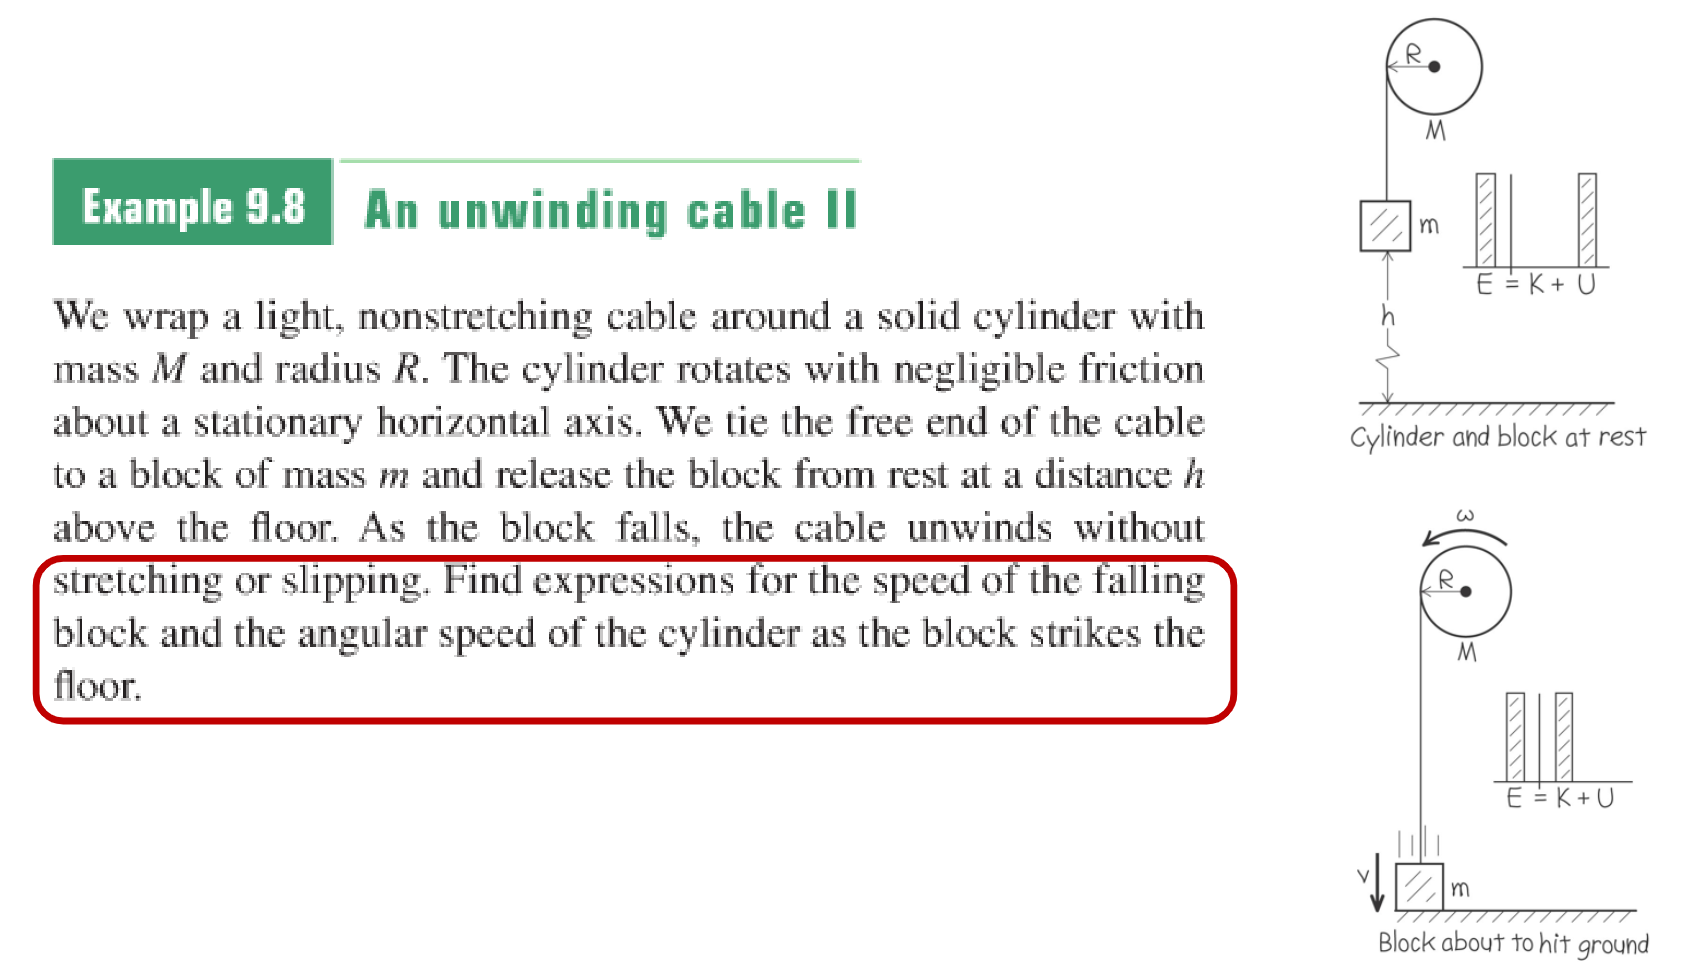 Example 9.8 An unwinding cable II
We wrap a light, nonstretching cable around a solid cylinder with
mass M and radius R. The cylinder rotates with negligible friction
about a stationary horizontal axis. We tie the free end of the cable
to a block of mass m and release the block from rest at a distance h
above the floor. As the block falls, the cable unwinds without
stretching or slipping. Find expressions for the speed of the falling
block and the angular speed of the cylinder as the block strikes the
floor.
R
M
m
E = K + U
h
Cylinder and block at rest
ω
R
M
E = K + U
v
m
Block about to hit ground